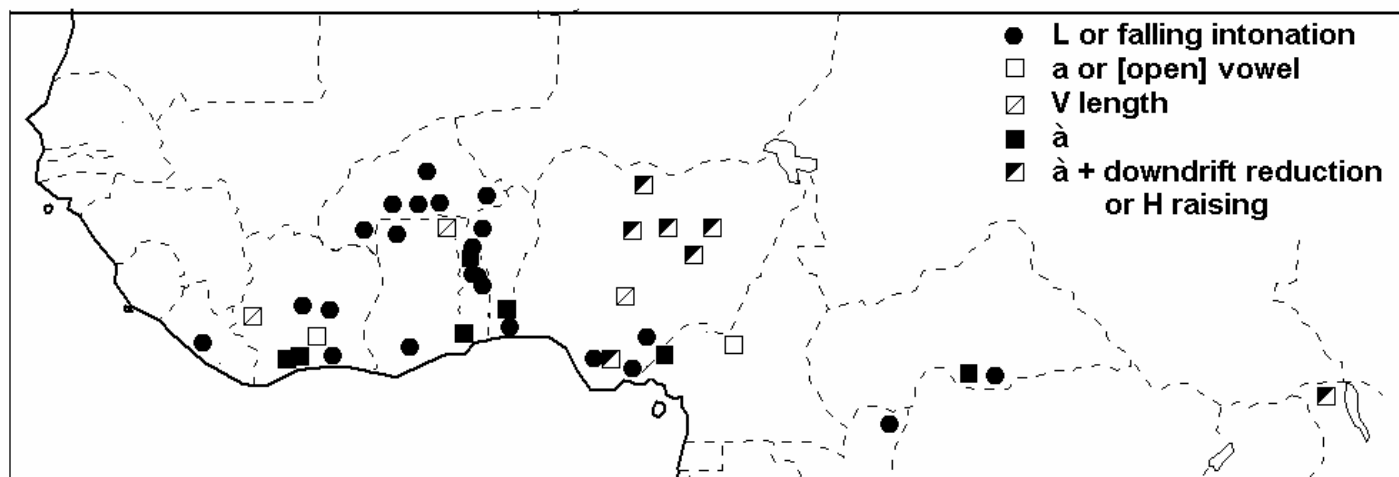 L or falling intonation
a or [open] vowel
V length
à
à + downdrift reduction
or H raising